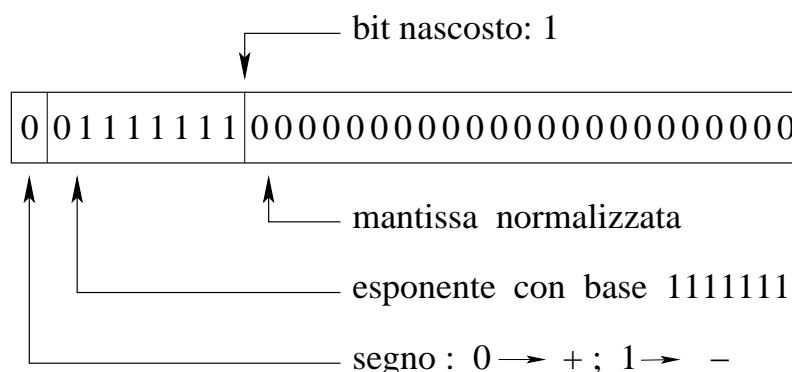 bit nascosto: 1
0 0 1 1 1 1 1 1 1 0 0 0 0 0 0 0 0 0 0 0 0 0 0 0 0 0 0 0 0 0 0 0
mantissa normalizzata
esponente con base 1111111
segno : 0 → + ; 1 → −